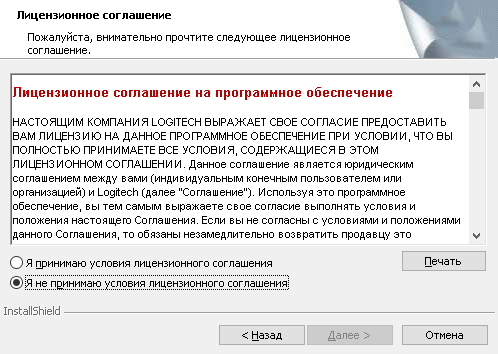 Лицензионное соглашение
Пожалуйста, внимательно прочтите следующее лицензионное
соглашение.
Лицензионное соглашение на программное обеспечение
НАСТОЯЩИМ КОМПАНИЯ LOGITECH ВЫРАЖАЕТ СВОЕ СОГЛАСИЕ ПРЕДОСТАВИТЬ
ВАМ ЛИЦЕНЗИЮ НА ДАННОЕ ПРОГРАММНОЕ ОБЕСПЕЧЕНИЕ ПРИ УСЛОВИИ, ЧТО ВЫ
ПОЛНОСТЬЮ ПРИНИМАЕТЕ ВСЕ УСЛОВИЯ, СОДЕРЖАЩИЕСЯ В ЭТОМ
ЛИЦЕНЗИОННОМ СОГЛАШЕНИИ. Данное соглашение является юридическим
соглашением между вами (индивидуальным конечным пользователем или
организацией) и Logitech (далее "Соглашение"). Используя это программное
обеспечение, вы тем самым выражаете свое согласие выполнять условия и
положения настоящего Соглашения. Если вы не согласны с условиями и положениями
данного Соглашения, то обязаны незамедлительно возвратить продавцу это
Я принимаю условия лицензионного соглашения
Печать
Я не принимаю условия лицензионного соглашения
InstallShield
< Назад
Далее >
Отмена